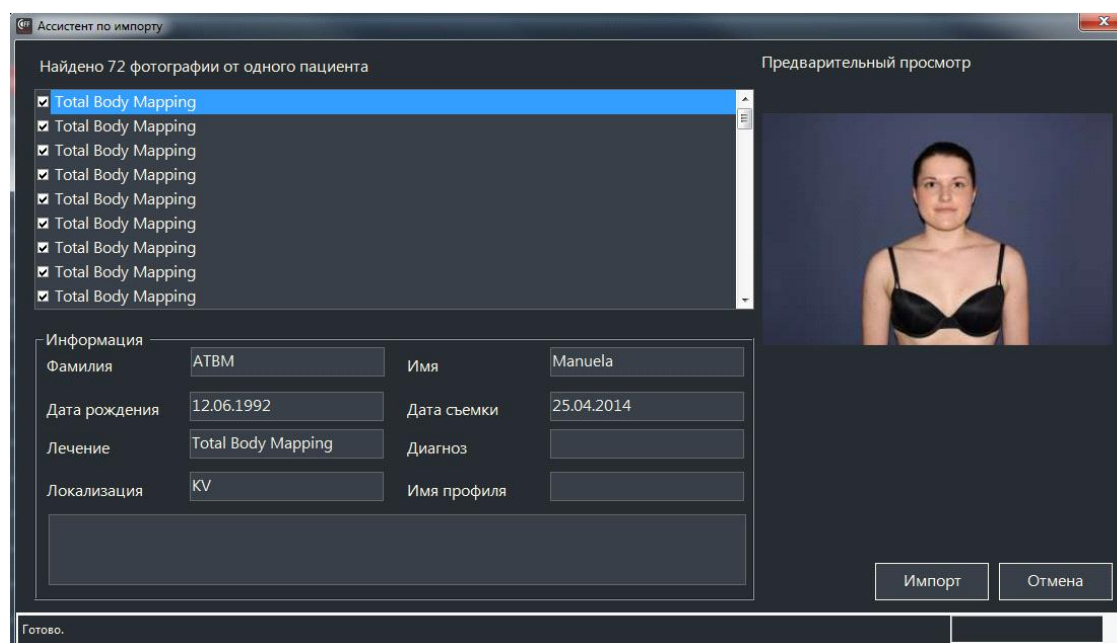 Ассистент по импорту
Найдено 72 фотографии от одного пациента
Предварительный просмотр
Total Body Mapping
Total Body Mapping
Total Body Mapping
Total Body Mapping
Total Body Mapping
Total Body Mapping
Total Body Mapping
Total Body Mapping
Total Body Mapping
Информация
Фамилия ATBM Имя Manuela
Дата рождения 12.06.1992 Дата съемки 25.04.2014
Лечение Total Body Mapping Диагноз
Локализация KV Имя профиля
Импорт Отмена
Готово.